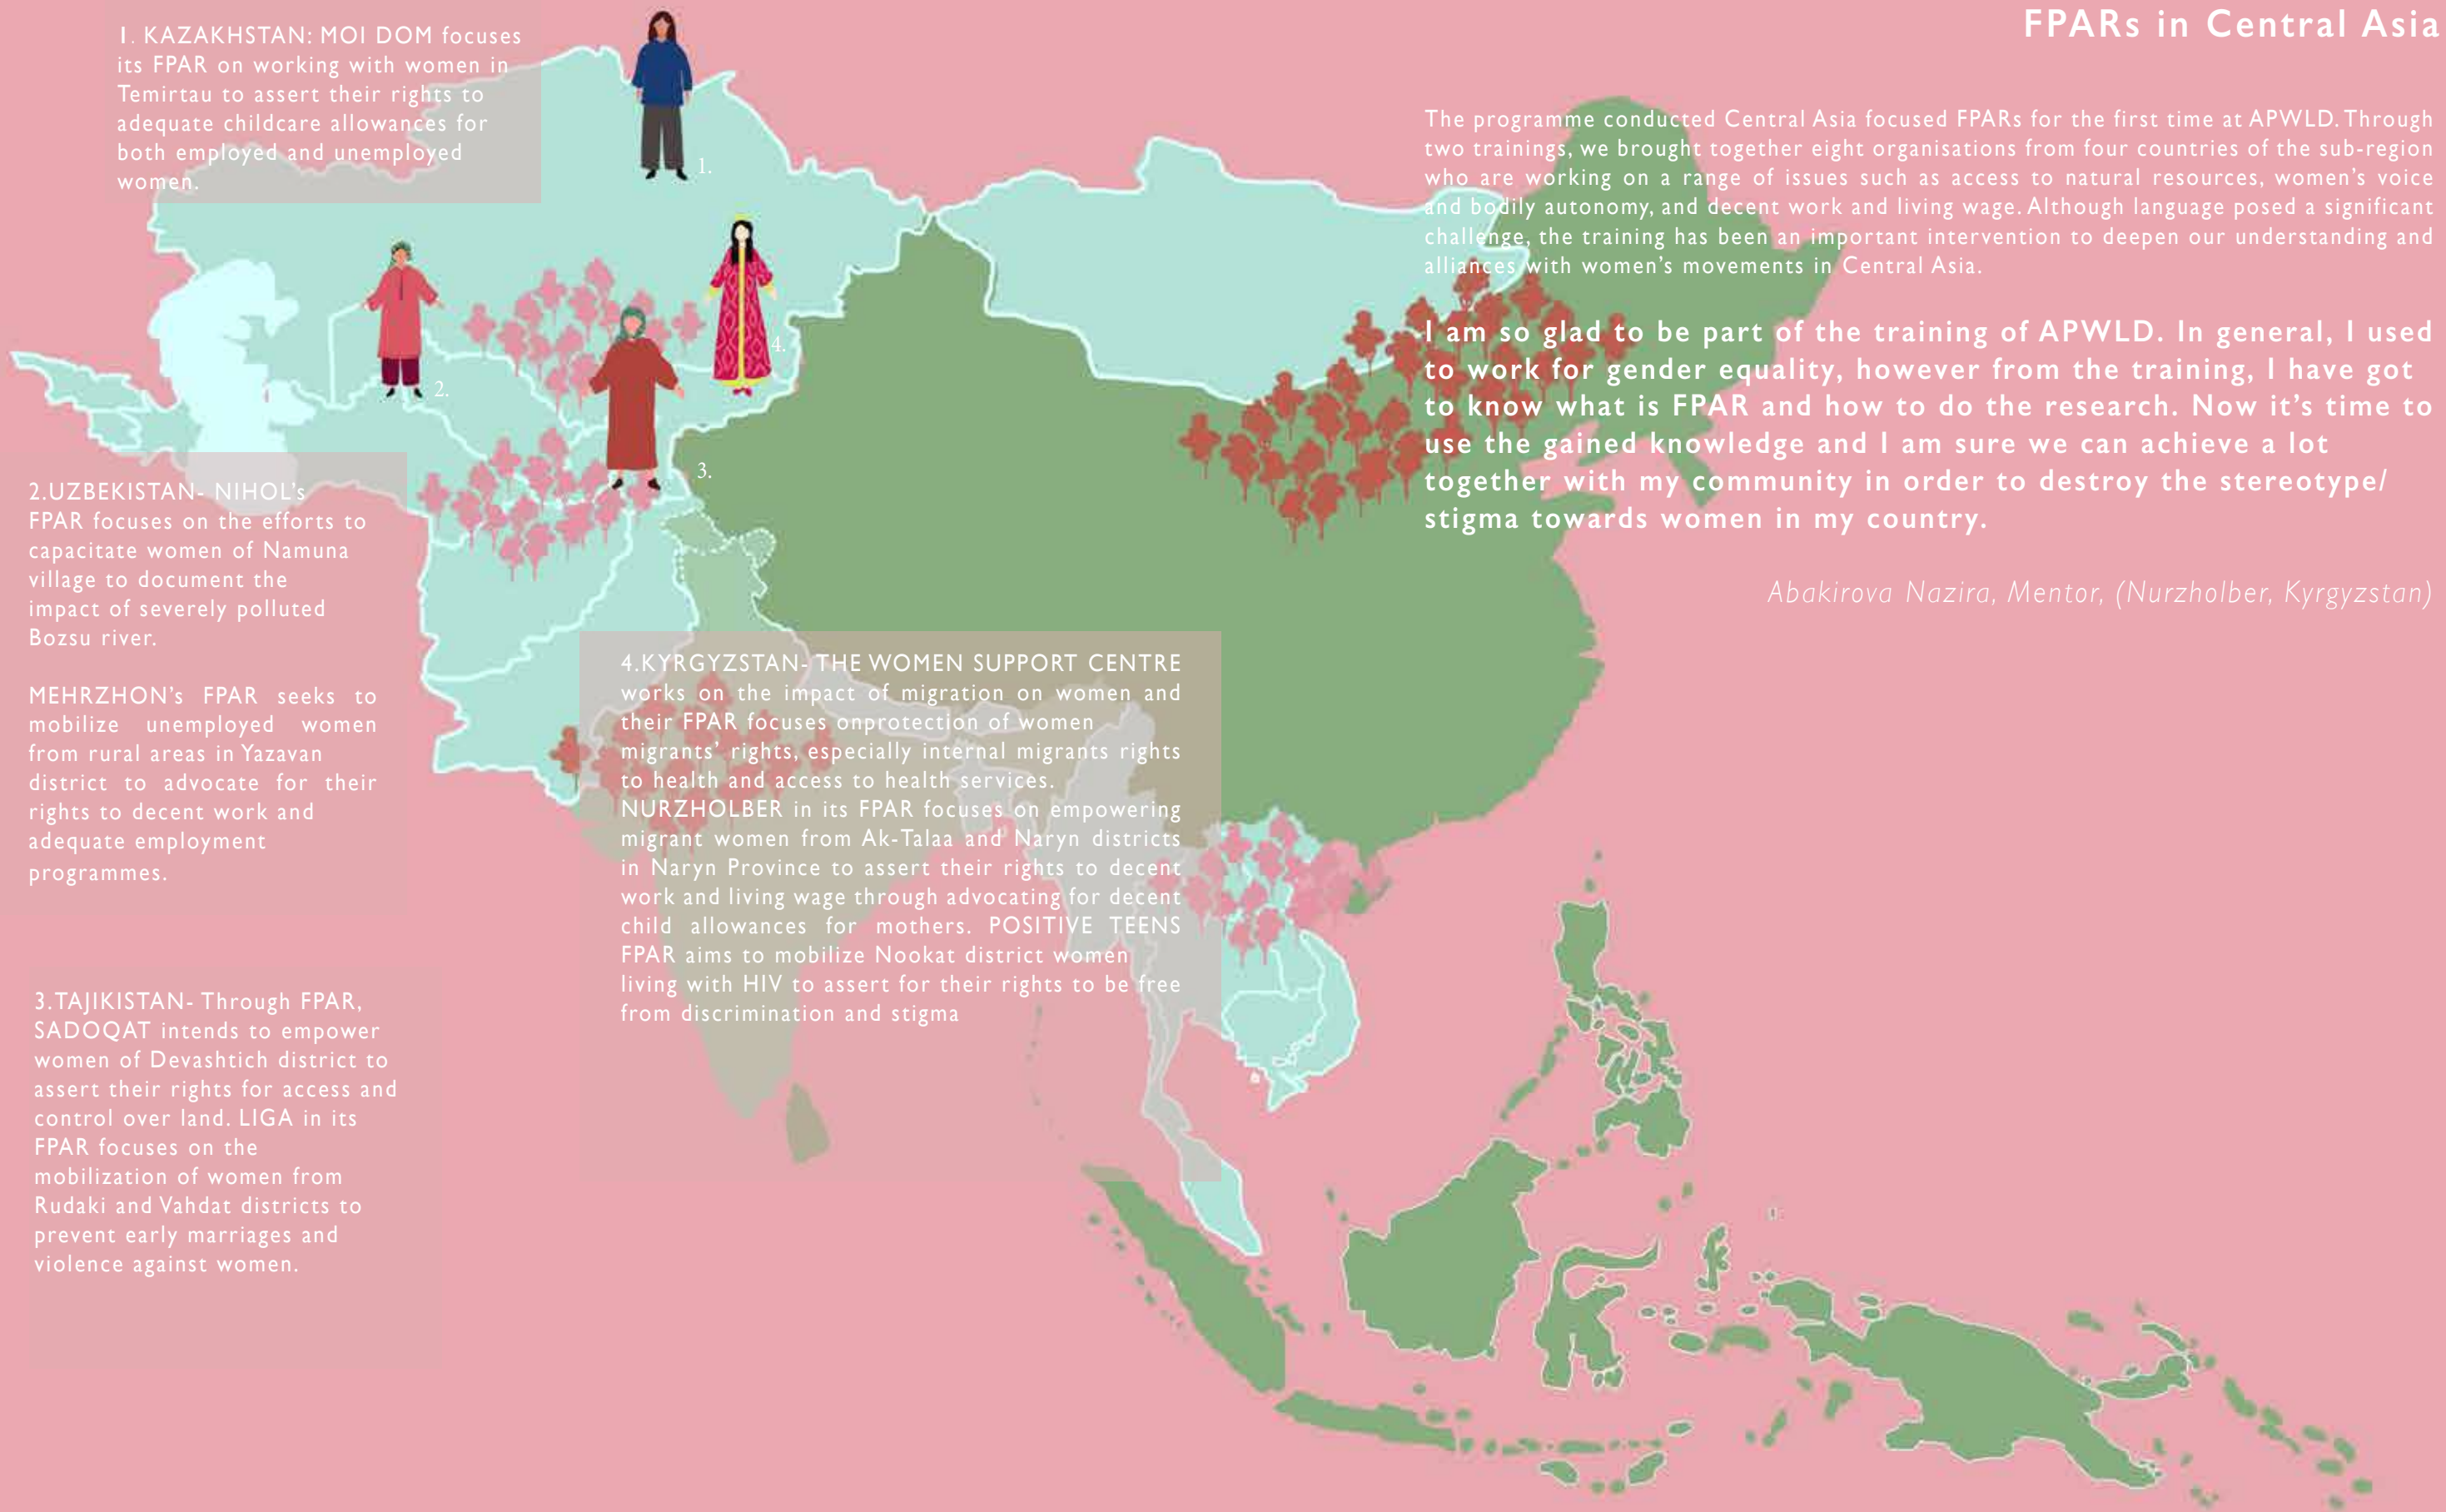 FPARs in Central Asia
1. KAZAKHSTAN: MOI DOM focuses
its FPAR on working with women in
Temirtau to assert their rights to
adequate childcare allowances for
both employed and unemployed
women.
1.
The programme conducted Central Asia focused FPARs for the first time at APWLD. Through
two trainings, we brought together eight organisations from four countries of the sub-region
who are working on a range of issues such as access to natural resources, women's voice
and bodily autonomy, and decent work and living wage. Although language posed a significant
challenge, the training has been an important intervention to deepen our understanding and
alliances with women's movements in Central Asia.
I am so glad to be part of the training of APWLD. In general, I used
to work for gender equality, however from the training, I have got
to know what is FPAR and how to do the research. Now it's time to
use the gained knowledge and I am sure we can achieve a lot
together with my community in order to destroy the stereotype/
stigma towards women in my country.
Abakirova Nazira, Mentor, (Nurzholber, Kyrgyzstan)
4.
2.
3.
2.UZBEKISTAN- NIHOL's
FPAR focuses on the efforts to
capacitate women of Namuna
village to document the
impact of severely polluted
Bozsu river.
MEHRZHON's FPAR seeks to
mobilize unemployed women
from rural areas in Yazavan
district to advocate for their
rights to decent work and
adequate employment
programmes.
4.KYRGYZSTAN- THE WOMEN SUPPORT CENTRE
works on the impact of migration on women and
their FPAR focuses onprotection of women
migrants' rights, especially internal migrants rights
to health and access to health services.
NURZHOLBER in its FPAR focuses on empowering
migrant women from Ak-Talaa and Naryn districts
in Naryn Province to assert their rights to decent
work and living wage through advocating for decent
child allowances for mothers. POSITIVE TEENS
FPAR aims to mobilize Nookat district women
living with HIV to assert for their rights to be free
from discrimination and stigma
3.TAJIKISTAN- Through FPAR,
SADOQAT intends to empower
women of Devashtich district to
assert their rights for access and
control over land. LIGA in its
FPAR focuses on the
mobilization of women from
Rudaki and Vahdat districts to
prevent early marriages and
violence against women.